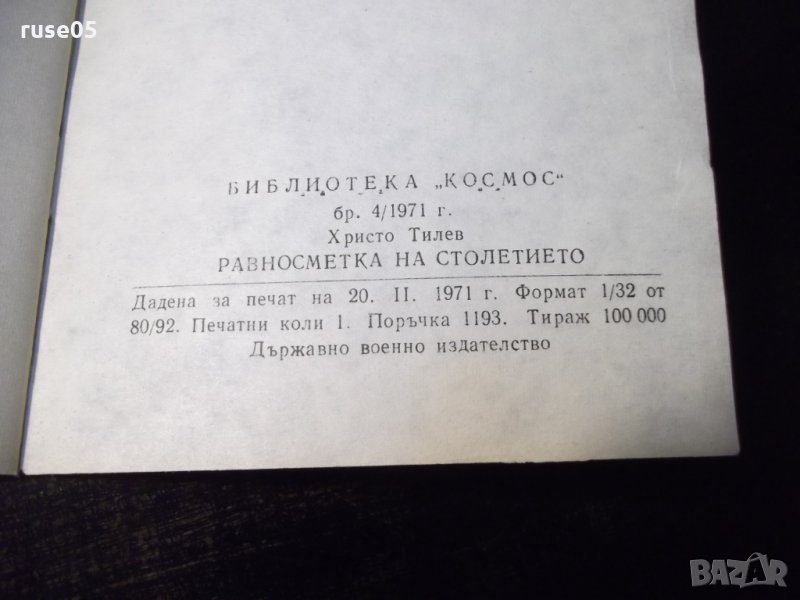 ruse05
БИБЛИОТЕКА „КОСМОС“
бр. 4/1971 г.
Христо Тилев
РАВНОСМЕТКА НА СТОЛЕТИЕТО
Дадена за печат на 20. II. 1971 г. Формат 1/32 от
80/92. Печатни коли 1. Поръчка 1193. Тираж 100 000
Държавно военно издателство
BAZAR